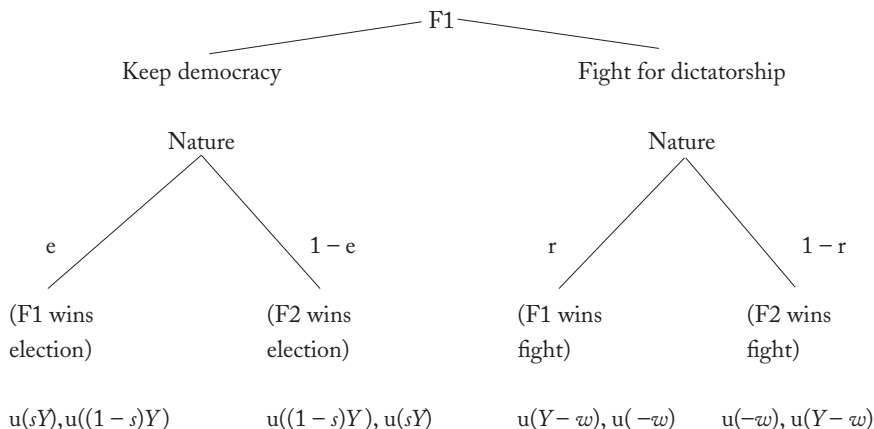 F1
Keep democracy
Fight for dictatorship
Nature
Nature
e
1 – e
r
1 – r
(F1 wins
election)
(F2 wins
election)
(F1 wins
fight)
(F2 wins
fight)
u(sY), u((1 – s)Y)
u((1 – s)Y), u(sY)
u(Y – w), u( –w)
u(–w), u(Y – w)